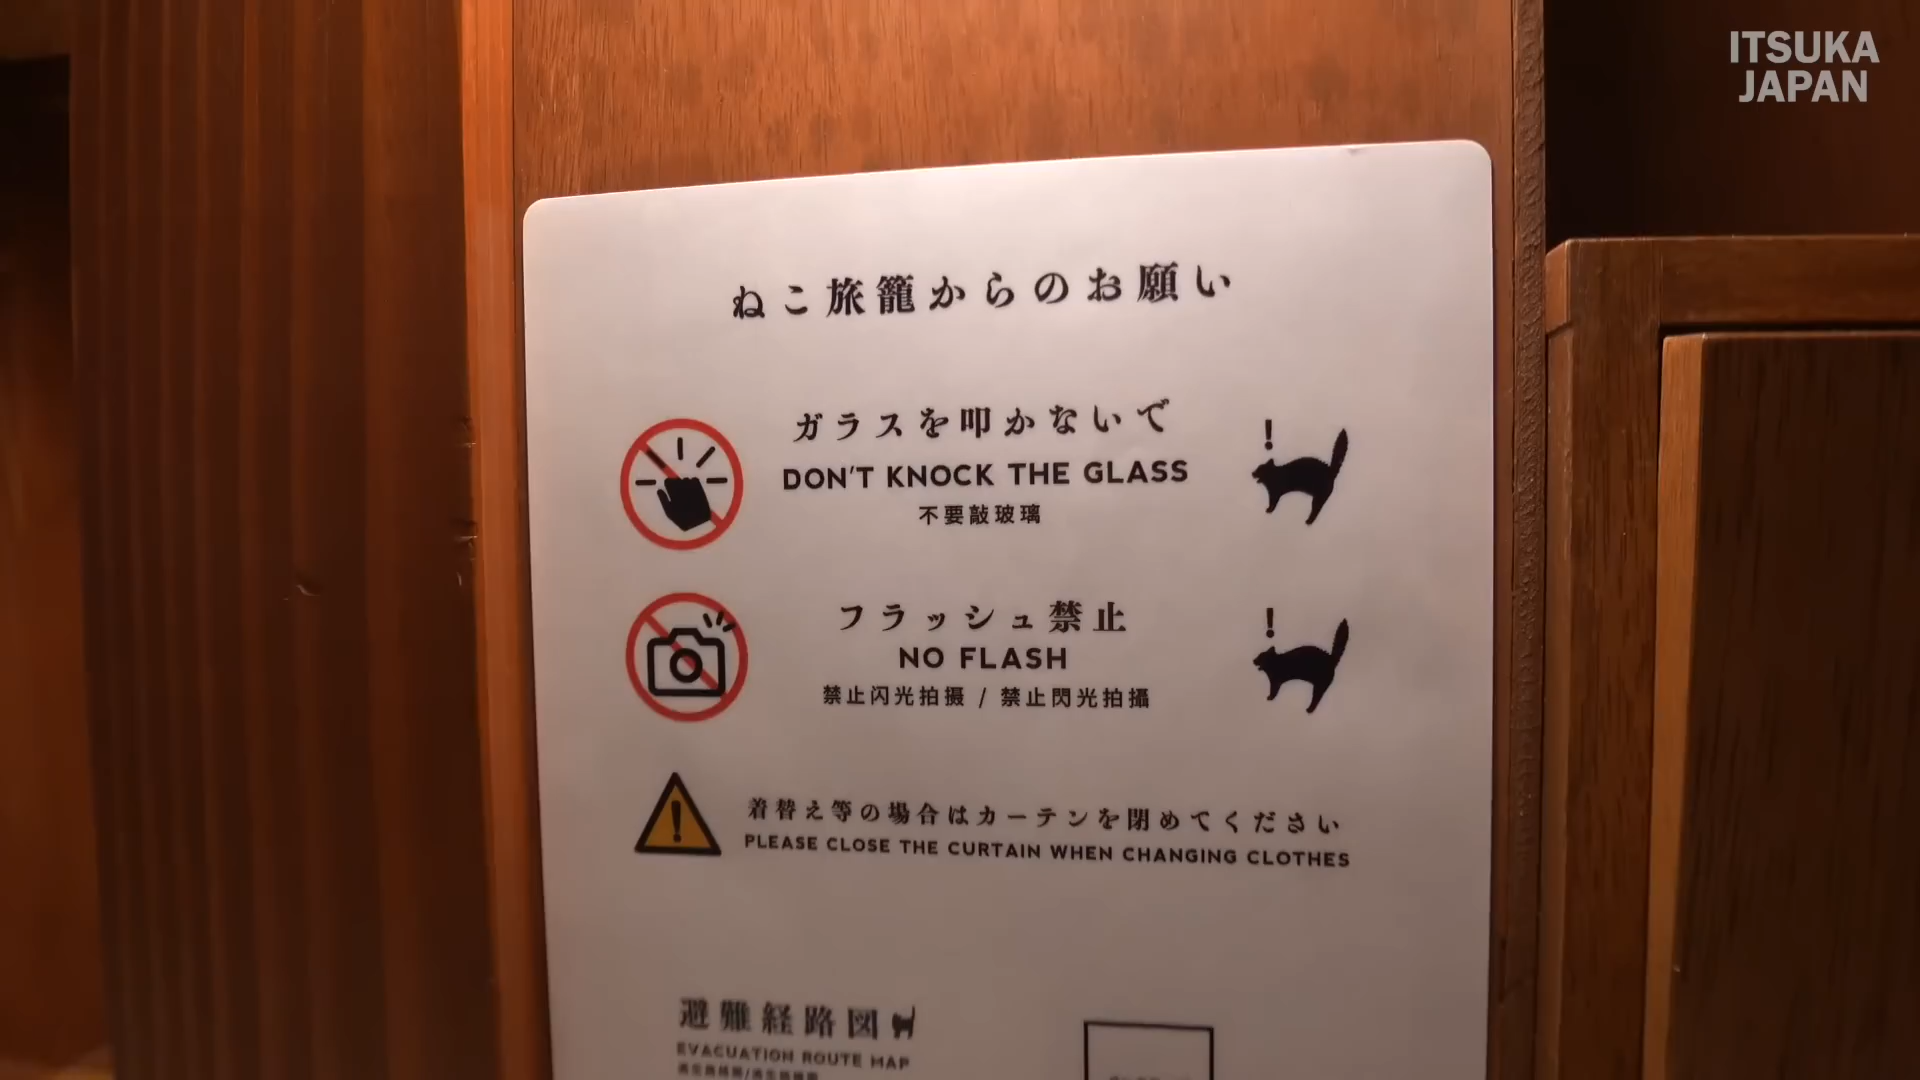 ITSUKA
JAPAN
ねこ旅籠からのお願い
ガラスを叩かないで
DON'T KNOCK THE GLASS
不要敲玻璃
フラッシュ禁止
NO FLASH
禁止闪光拍摄 / 禁止閃光拍攝
着替え等の場合はカーテンを閉めてください
PLEASE CLOSE THE CURTAIN WHEN CHANGING CLOTHES
避難経路図
EVACUATION ROUTE MAP